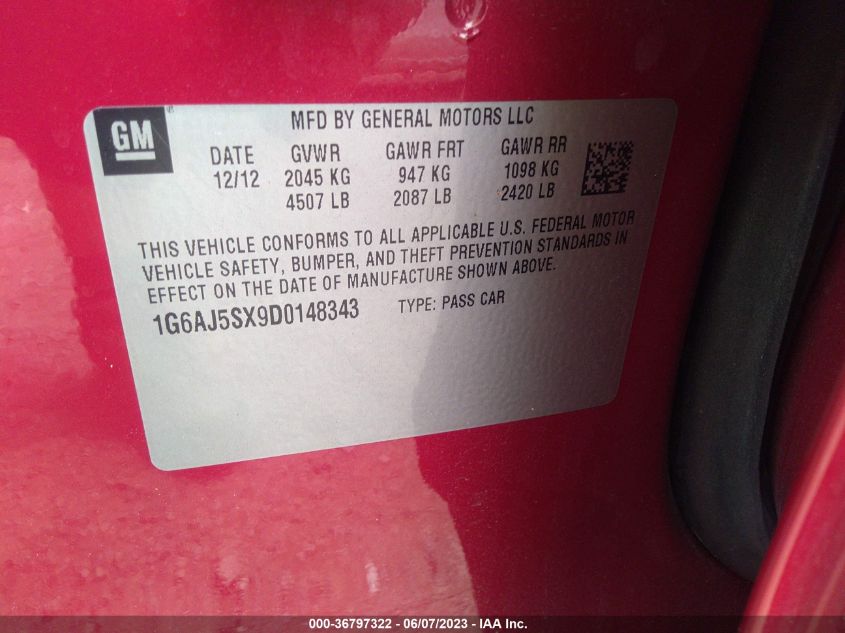 GM
MFD BY GENERAL MOTORS LLC
DATE GVWR GAWR FRT GAWR RR
12/12 2045 KG 947 KG 1098 KG
4507 LB 2087 LB 2420 LB
THIS VEHICLE CONFORMS TO ALL APPLICABLE U.S. FEDERAL MOTOR
VEHICLE SAFETY, BUMPER, AND THEFT PREVENTION STANDARDS IN
EFFECT ON THE DATE OF MANUFACTURE SHOWN ABOVE.
1G6AJ5SX9D0148343 TYPE: PASS CAR
000-36797322 - 06/07/2023 - IAA Inc.